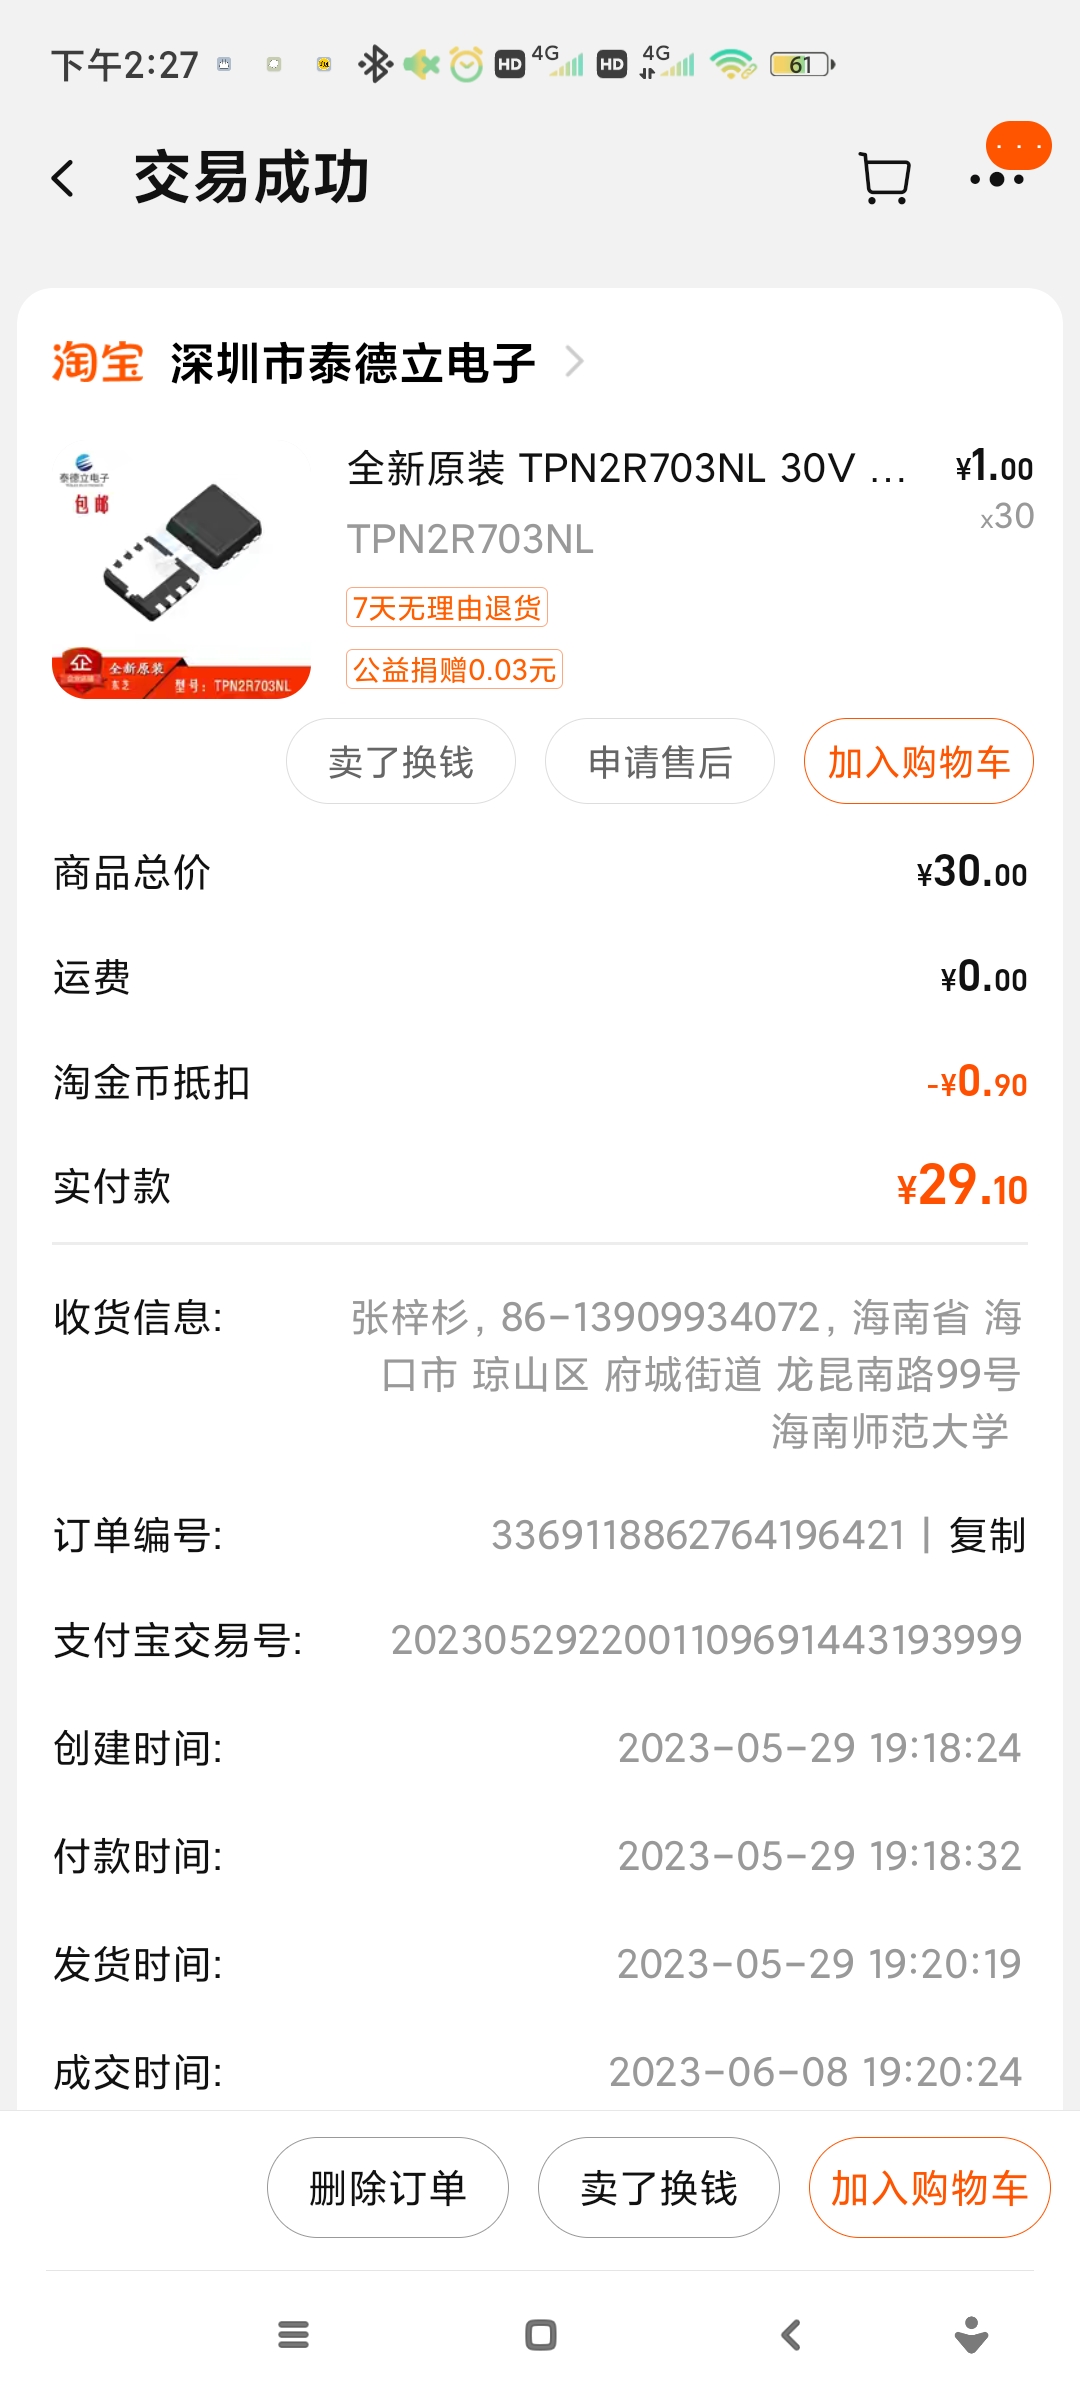 下午2:27 HD 4G HD 4G 61
交易成功
淘宝 深圳市泰德立电子
泰德立电子
包邮
全新原装
东芝
型号：TPN2R703NL
全新原装 TPN2R703NL 30V ...
¥1.00
TPN2R703NL
x30
7天无理由退货
公益捐赠0.03元
卖了换钱 申请售后 加入购物车
商品总价 ¥30.00
运费 ¥0.00
淘金币抵扣 -¥0.90
实付款 ¥29.10
收货信息: 张梓杉, 86-13909934072, 海南省 海
口市 琼山区 府城街道 龙昆南路99号
海南师范大学
订单编号: 3369118862764196421 | 复制
支付宝交易号: 2023052922001109691443193999
创建时间: 2023-05-29 19:18:24
付款时间: 2023-05-29 19:18:32
发货时间: 2023-05-29 19:20:19
成交时间: 2023-06-08 19:20:24
删除订单 卖了换钱 加入购物车